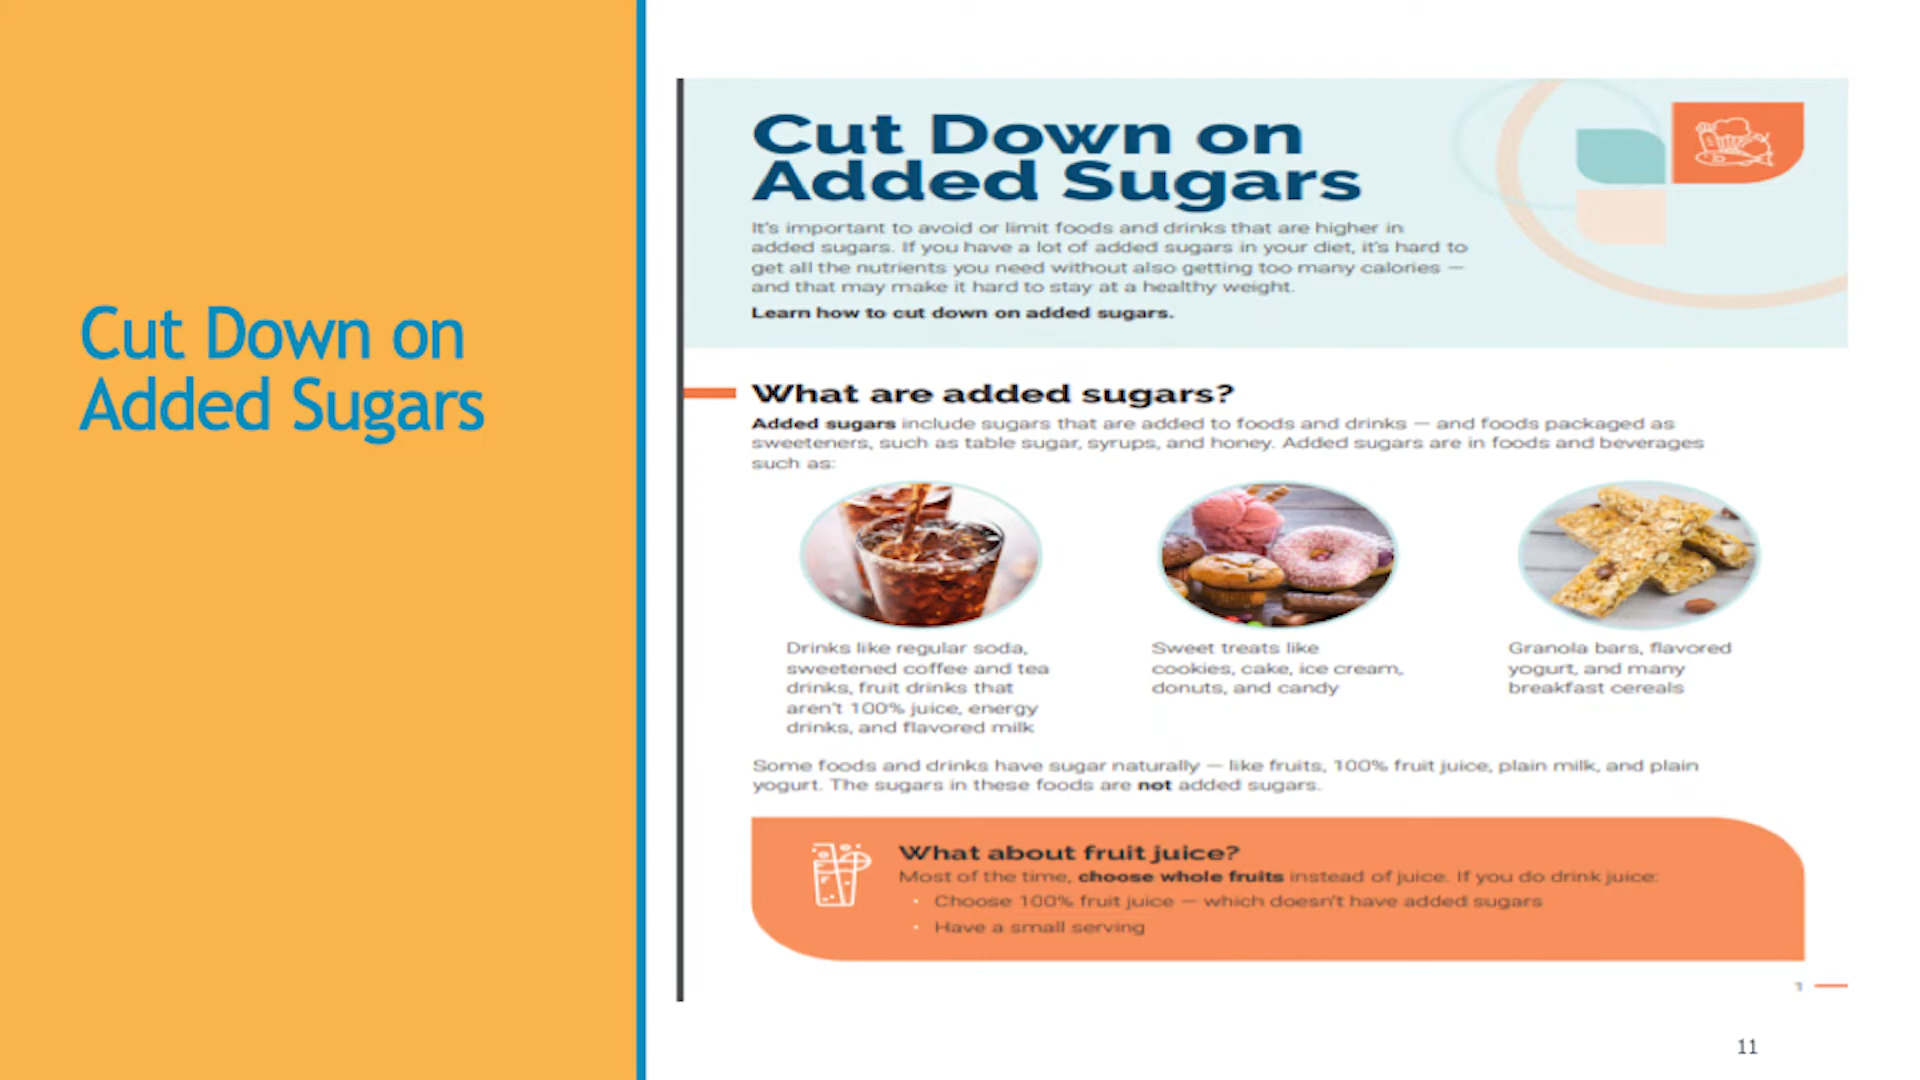 Cut Down on
Added Sugars
Cut Down on
Added Sugars
It's important to avoid or limit foods and drinks that are higher in
added sugars. If you have a lot of added sugars in your diet, it's hard to
get all the nutrients you need without also getting too many calories —
and that may make it hard to stay at a healthy weight.
Learn how to cut down on added sugars.
What are added sugars?
Added sugars include sugars that are added to foods and drinks — and foods packaged as
sweeteners, such as table sugar, syrups, and honey. Added sugars are in foods and beverages
such as:
Drinks like regular soda,
sweetened coffee and tea
drinks, fruit drinks that
aren't 100% juice, energy
drinks, and flavored milk
Sweet treats like
cookies, cake, ice cream,
donuts, and candy
Granola bars, flavored
yogurt, and many
breakfast cereals
Some foods and drinks have sugar naturally — like fruits, 100% fruit juice, plain milk, and plain
yogurt. The sugars in these foods are not added sugars.
What about fruit juice?
Most of the time, choose whole fruits instead of juice. If you do drink juice:
• Choose 100% fruit juice — which doesn't have added sugars
• Have a small serving
1
11